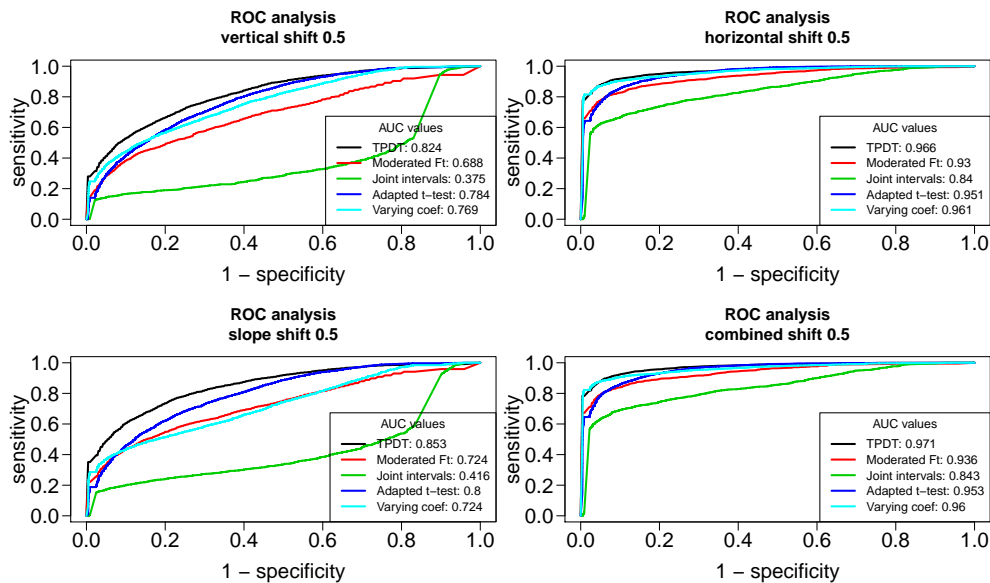 ROC analysis
vertical shift 0.5
sensitivity
1.0
0.8
0.6
0.4
0.2
0.0
AUC values
TPDT: 0.824
Moderated Ft: 0.688
Joint intervals: 0.375
Adapted t−test: 0.784
Varying coef: 0.769
0.0 0.2 0.4 0.6 0.8 1.0
1 − specificity
ROC analysis
horizontal shift 0.5
sensitivity
1.0
0.8
0.6
0.4
0.2
0.0
AUC values
TPDT: 0.966
Moderated Ft: 0.93
Joint intervals: 0.84
Adapted t−test: 0.951
Varying coef: 0.961
0.0 0.2 0.4 0.6 0.8 1.0
1 − specificity
ROC analysis
slope shift 0.5
sensitivity
1.0
0.8
0.6
0.4
0.2
0.0
AUC values
TPDT: 0.853
Moderated Ft: 0.724
Joint intervals: 0.416
Adapted t−test: 0.8
Varying coef: 0.724
0.0 0.2 0.4 0.6 0.8 1.0
1 − specificity
ROC analysis
combined shift 0.5
sensitivity
1.0
0.8
0.6
0.4
0.2
0.0
AUC values
TPDT: 0.971
Moderated Ft: 0.936
Joint intervals: 0.843
Adapted t−test: 0.953
Varying coef: 0.96
0.0 0.2 0.4 0.6 0.8 1.0
1 − specificity